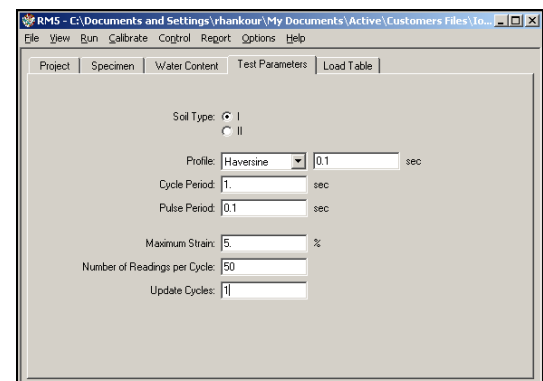 RM5 - C:\Documents and Settings\rhankour\My Documents\Active\Customers Files\Io...
File View Run Calibrate Control Report Options Help
Project Specimen Water Content Test Parameters Load Table
Soil Type: I
II
Profile: Haversine 0.1 sec
Cycle Period: 1. sec
Pulse Period: 0.1 sec
Maximum Strain: 5. %
Number of Readings per Cycle: 50
Update Cycles: 1